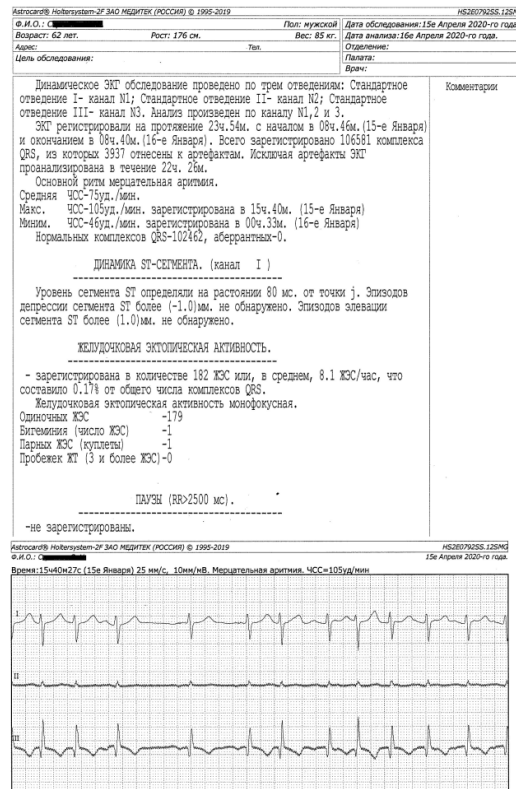 Astrocard® Holtersystem-2F ЗАО МЕДИТЕК (РОССИЯ) © 1995-2019 HS2E0792SS.12SM
Ф.И.О.: С Пол: мужской Дата обследования:15е Апреля 2020-го года
Возраст: 62 лет. Рост: 176 см. Вес: 85 кг. Дата анализа:16е Апреля 2020-го года.
Адрес: Тел. Отделение:
Цель обследования: Палата:
Врач:
Динамическое ЭКГ обследование проведено по трем отведениям: Стандартное Комментарии
отведение I- канал N1; Стандартное отведение II- канал N2; Стандартное
отведение III- канал N3. Анализ произведен по каналу N1,2 и 3.
ЭКГ регистрировали на протяжение 23ч.54м. с началом в 08ч.46м.(15-е Января)
и окончанием в 08ч.40м.(16-е Января). Всего зарегистрировано 106581 комплекса
QRS, из которых 3937 отнесены к артефактам. Исключая артефакты ЭКГ
проанализирована в течение 22ч. 26м.
Основной ритм мерцательная аритмия.
Средняя ЧСС-75уд./мин.
Макс. ЧСС-105уд./мин. зарегистрирована в 15ч.40м. (15-е Января)
Миним. ЧСС-46уд./мин. зарегистрирована в 00ч.33м. (16-е Января)
Нормальных комплексов QRS-102462, аберрантных-0.
ДИНАМИКА ST-СЕГМЕНТА. (канал I )
Уровень сегмента ST определяли на растоянии 80 мс. от точки j. Эпизодов
депрессии сегмента ST более (-1.0)мм. не обнаружено. Эпизодов элевации
сегмента ST более (1.0)мм. не обнаружено.
ЖЕЛУДОЧКОВАЯ ЭКТОПИЧЕСКАЯ АКТИВНОСТЬ.
- зарегистрирована в количестве 182 ЖЭС или, в среднем, 8.1 ЖЭС/час, что
составило 0.17% от общего числа комплексов QRS.
Желудочковая эктопическая активность монофокусная.
Одиночных ЖЭС -179
Бигеминия (число ЖЭС) -1
Парных ЖЭС (куплеты) -1
Пробежек ЖТ (3 и более ЖЭС)-0
ПАУЗЫ (RR>2500 мс).
-не зарегистрированы.
Astrocard® Holtersystem-2F ЗАО МЕДИТЕК (РОССИЯ) © 1995-2019 HS2E0792SS.12SMG
Ф.И.О.: С 15е Апреля 2020-го года.
Время:15ч40м27с (15е Января) 25 мм/с, 10мм/мВ. Мерцательная аритмия. ЧСС=105уд/мин
I
II
III